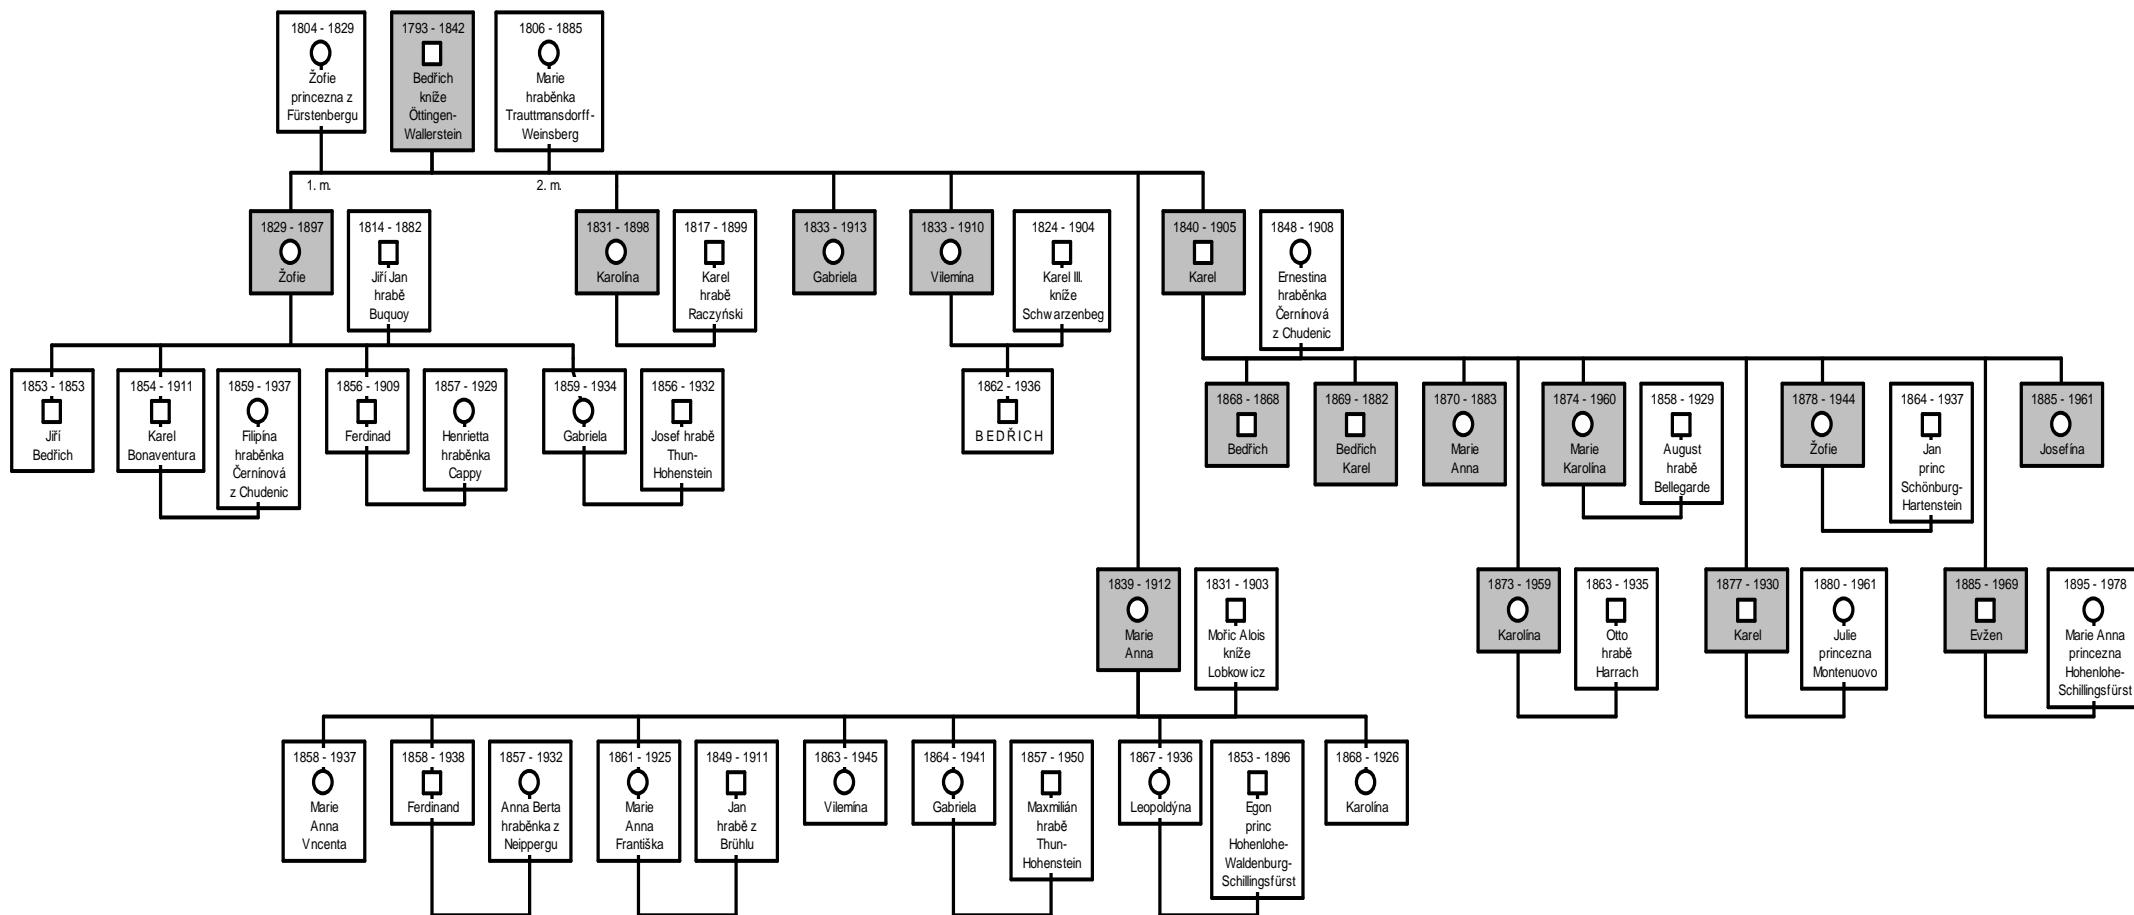 1804 - 1829
Žofie
princezna z
Fürstenbergu
1793 - 1842
Bedřich
kníže
Öttingen-
Wallerstein
1806 - 1885
Marie
hraběnka
Trauttmansdorff-
Weinsberg
1. m.
2. m.
1829 - 1897
Žofie
1814 - 1882
Jiří Jan
hrabě
Buquoy
1831 - 1898
Karolína
1817 - 1899
Karel
hrabě
Raczyński
1833 - 1913
Gabriela
1833 - 1910
Vilemína
1824 - 1904
Karel III.
kníže
Schwarzenbeg
1840 - 1905
Karel
1848 - 1908
Ernestina
hraběnka
Černínová
z Chudenic
1853 - 1853
Jiří
Bedřich
1854 - 1911
Karel
Bonaventura
1859 - 1937
Filipína
hraběnka
Černínová
z Chudenic
1856 - 1909
Ferdinad
1857 - 1929
Henrietta
hraběnka
Cappy
1859 - 1934
Gabriela
1856 - 1932
Josef hrabě
Thun-
Hohenstein
1862 - 1936
BEDŘICH
1868 - 1868
Bedřich
1869 - 1882
Bedřich
Karel
1870 - 1883
Marie
Anna
1874 - 1960
Marie
Karolína
1858 - 1929
August
hrabě
Bellegarde
1878 - 1944
Žofie
1864 - 1937
Jan
princ
Schönburg-
Hartenstein
1885 - 1961
Josefína
1839 - 1912
Marie
Anna
1831 - 1903
Mořic Alois
kníže
Lobkowicz
1873 - 1959
Karolína
1863 - 1935
Otto
hrabě
Harrach
1877 - 1930
Karel
1880 - 1961
Julie
princezna
Montenuovo
1885 - 1969
Evžen
1895 - 1978
Marie Anna
princezna
Hohenlohe-
Schillingsfürst
1858 - 1937
Marie
Anna
Vncenta
1858 - 1938
Ferdinand
1857 - 1932
Anna Berta
hraběnka z
Neippergu
1861 - 1925
Marie
Anna
Františka
1849 - 1911
Jan
hrabě z
Brühlu
1863 - 1945
Vilemína
1864 - 1941
Gabriela
1857 - 1950
Maxmilián
hrabě
Thun-
Hohenstein
1867 - 1936
Leopoldýna
1853 - 1896
Egon
princ
Hohenlohe-
Waldenburg-
Schillingsfürst
1868 - 1926
Karolína